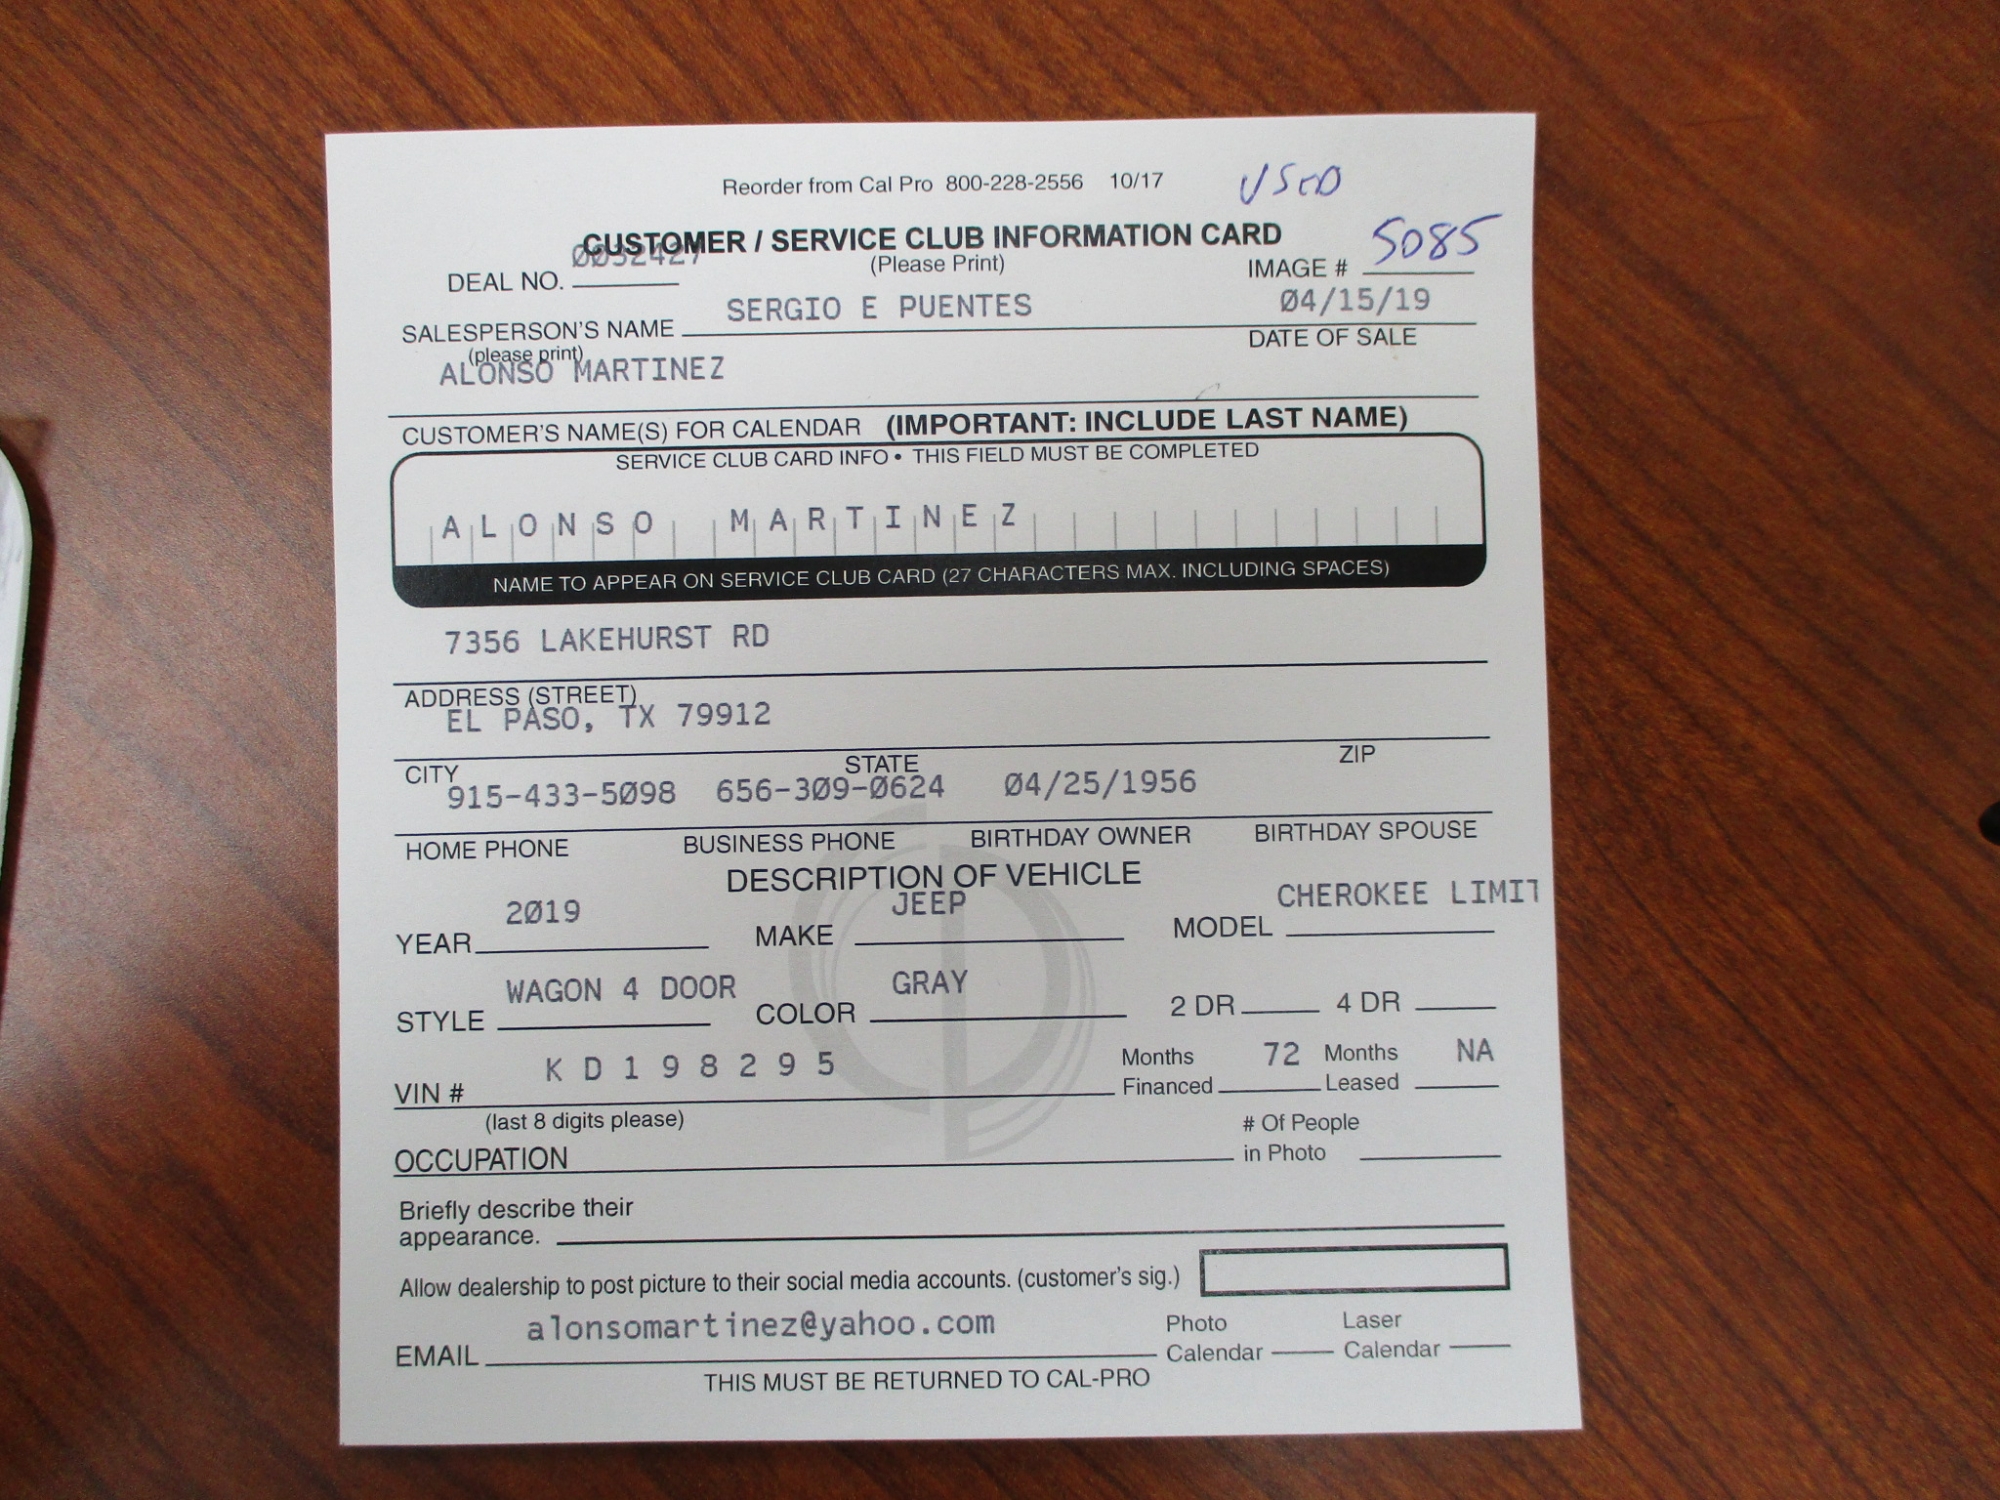 Reorder from Cal Pro 800-228-2556 10/17 USED
CUSTOMER / SERVICE CLUB INFORMATION CARD
(Please Print)
DEAL NO. 0032427
IMAGE # 5085
SALESPERSON'S NAME SERGIO E PUENTES 04/15/19
(please print) DATE OF SALE
ALONSO MARTINEZ
CUSTOMER'S NAME(S) FOR CALENDAR (IMPORTANT: INCLUDE LAST NAME)
SERVICE CLUB CARD INFO • THIS FIELD MUST BE COMPLETED
ALONSO MARTINEZ
NAME TO APPEAR ON SERVICE CLUB CARD (27 CHARACTERS MAX. INCLUDING SPACES)
7356 LAKEHURST RD
ADDRESS (STREET)
EL PASO, TX 79912
CITY STATE ZIP
915-433-5098 656-309-0624 04/25/1956
HOME PHONE BUSINESS PHONE BIRTHDAY OWNER BIRTHDAY SPOUSE
DESCRIPTION OF VEHICLE
YEAR 2019 MAKE JEEP MODEL CHEROKEE LIMIT
STYLE WAGON 4 DOOR COLOR GRAY 2 DR 4 DR
VIN # K D 1 9 8 2 9 5 Months Financed 72 Months Leased NA
(last 8 digits please)
OCCUPATION # Of People in Photo
Briefly describe their
appearance.
Allow dealership to post picture to their social media accounts. (customer's sig.)
EMAIL alonsomartinez@yahoo.com Photo Calendar Laser Calendar
THIS MUST BE RETURNED TO CAL-PRO